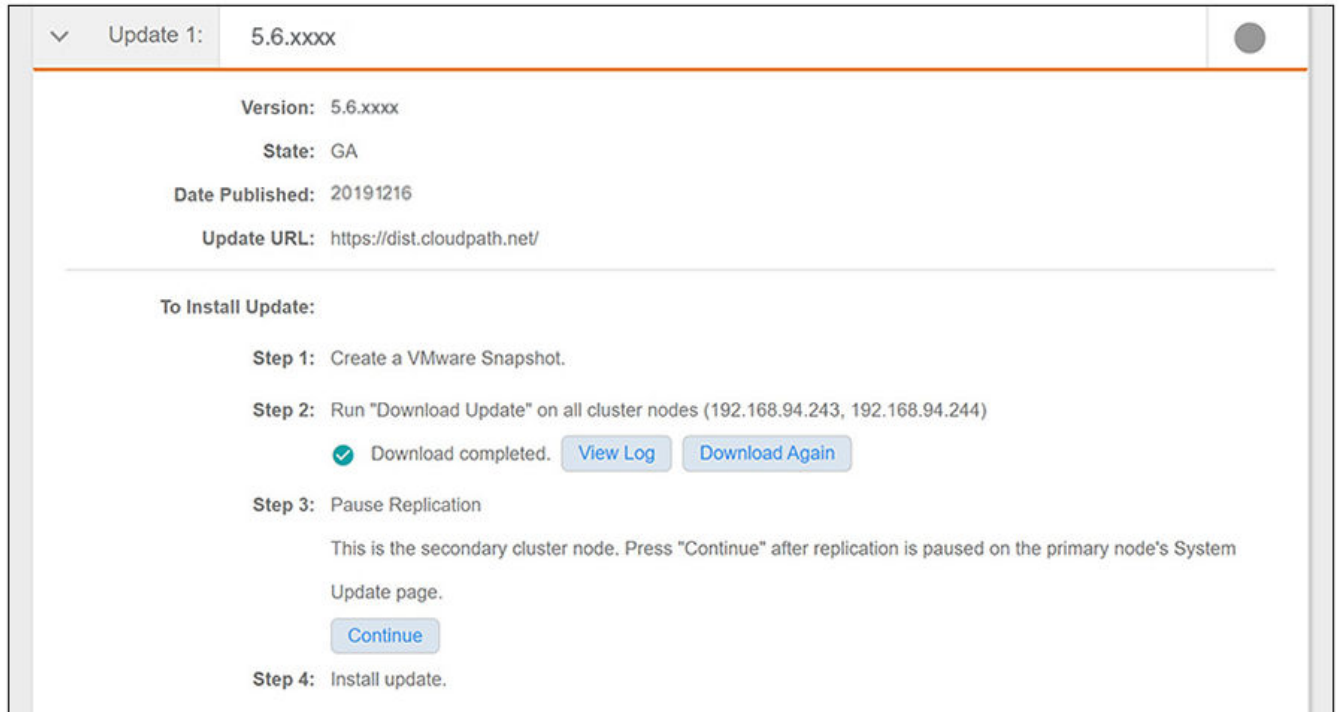 Update 1: 5.6.xxxx
Version: 5.6.xxxx
State: GA
Date Published: 20191216
Update URL: https://dist.cloudpath.net/
To Install Update:
Step 1: Create a VMware Snapshot.
Step 2: Run "Download Update" on all cluster nodes (192.168.94.243, 192.168.94.244)
Download completed. View Log Download Again
Step 3: Pause Replication
This is the secondary cluster node. Press "Continue" after replication is paused on the primary node's System
Update page.
Continue
Step 4: Install update.